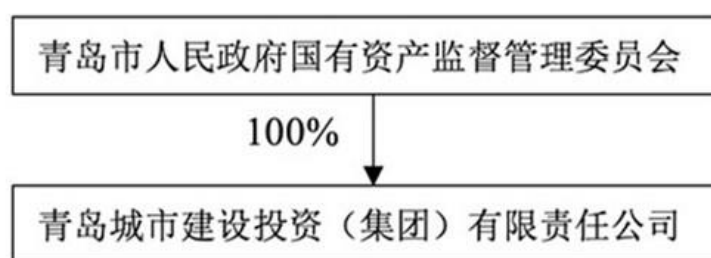 青岛市人民政府国有资产监督管理委员会
100%
青岛城市建设投资（集团）有限责任公司